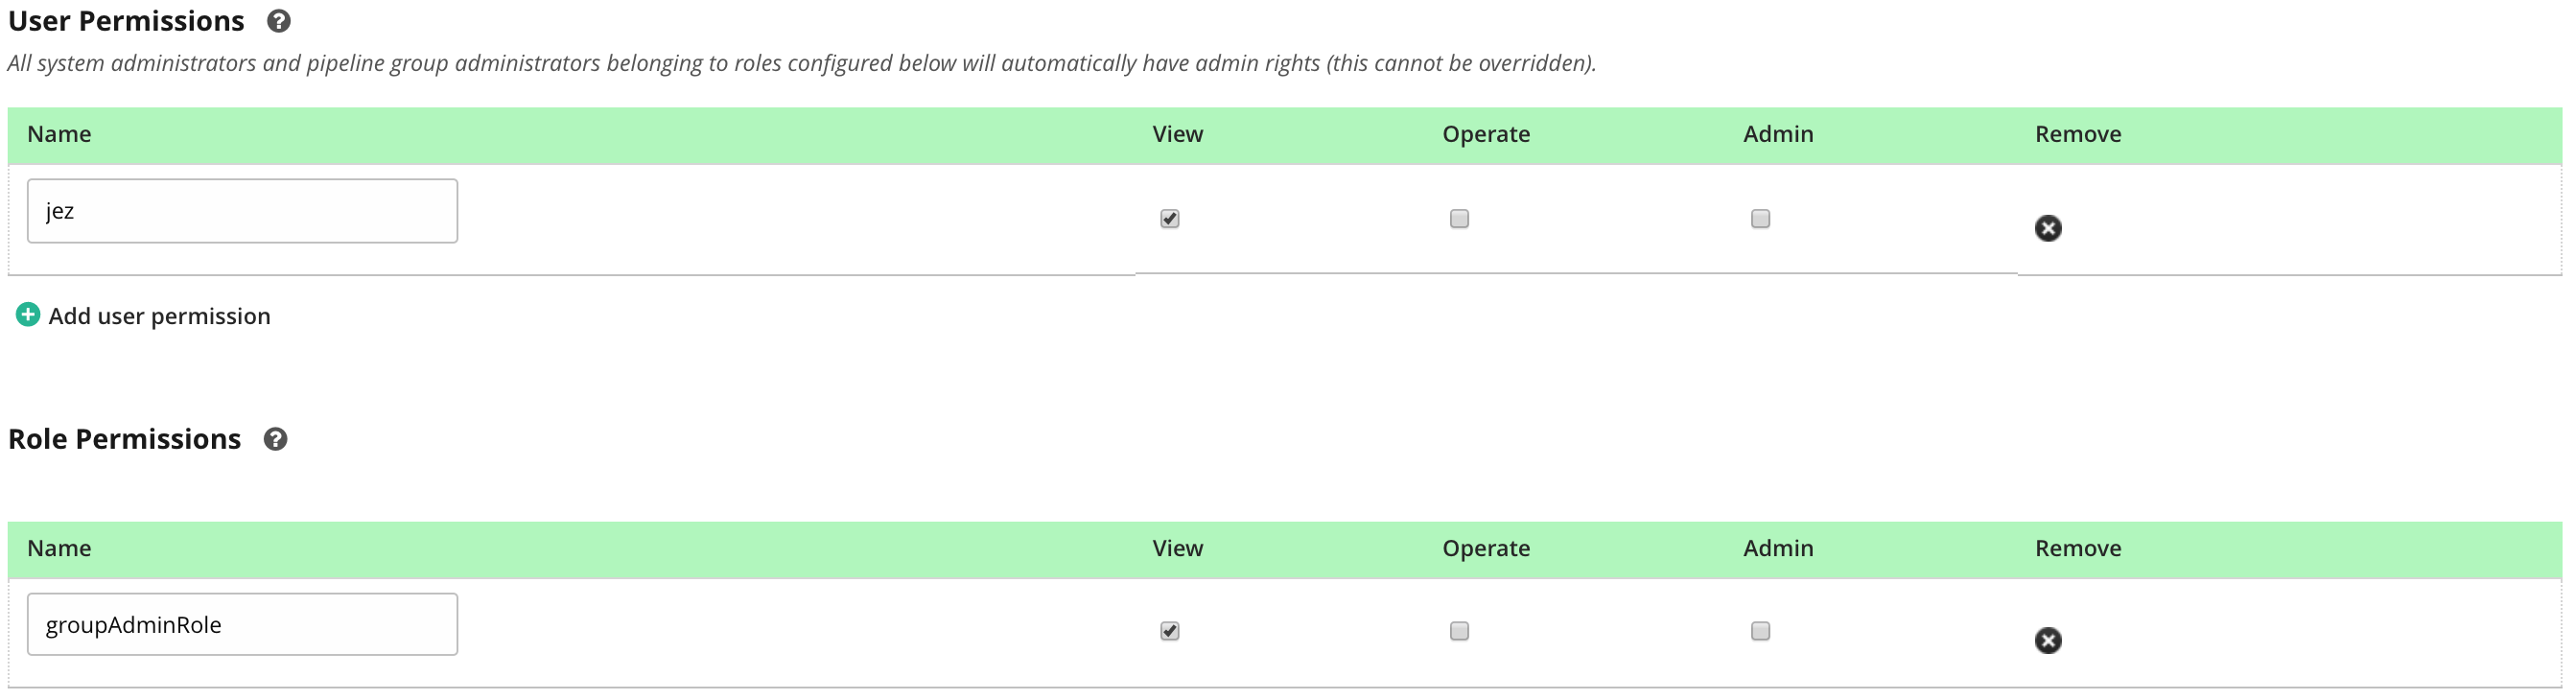 User Permissions ?
All system administrators and pipeline group administrators belonging to roles configured below will automatically have admin rights (this cannot be overridden).
Name View Operate Admin Remove
jez
Add user permission
Role Permissions ?
Name View Operate Admin Remove
groupAdminRole